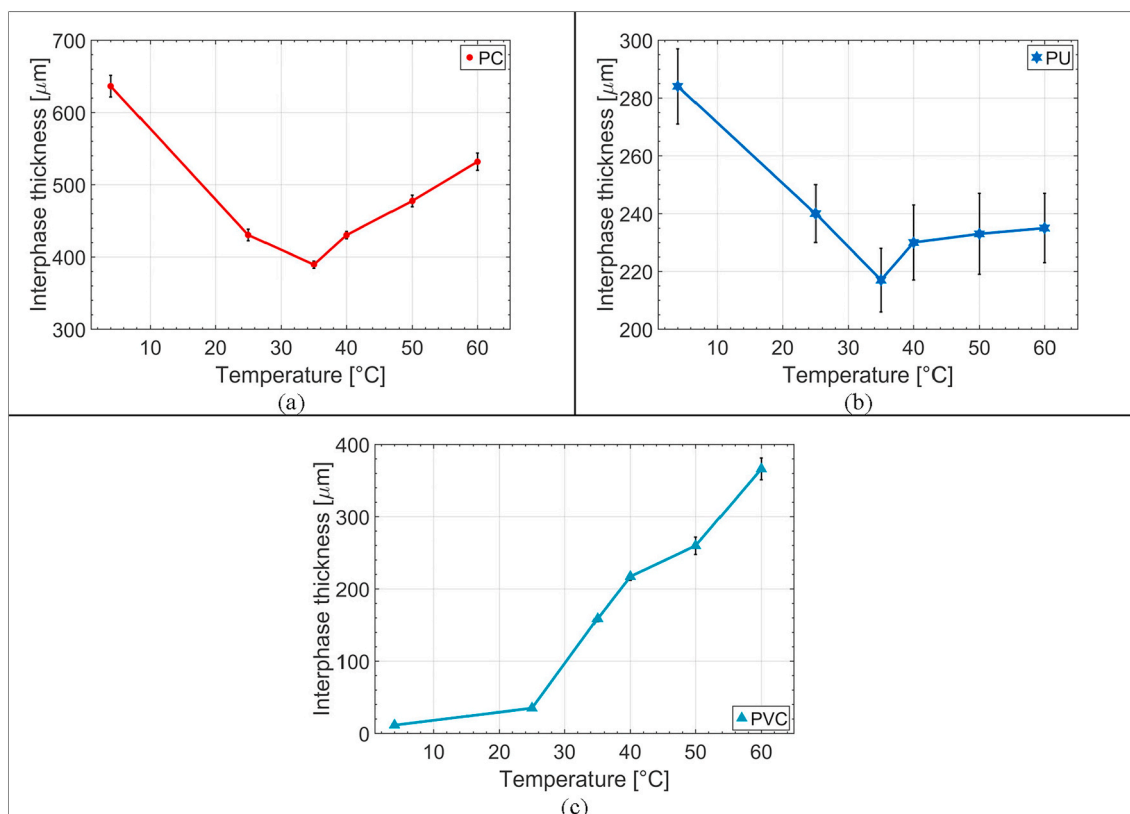 700
600
500
400
300
Interphase thickness [μm]
PC
10 20 30 40 50 60
Temperature [°C]
(a)
300
280
260
240
220
200
Interphase thickness [μm]
PU
10 20 30 40 50 60
Temperature [°C]
(b)
400
300
200
100
0
Interphase thickness [μm]
PVC
10 20 30 40 50 60
Temperature [°C]
(c)